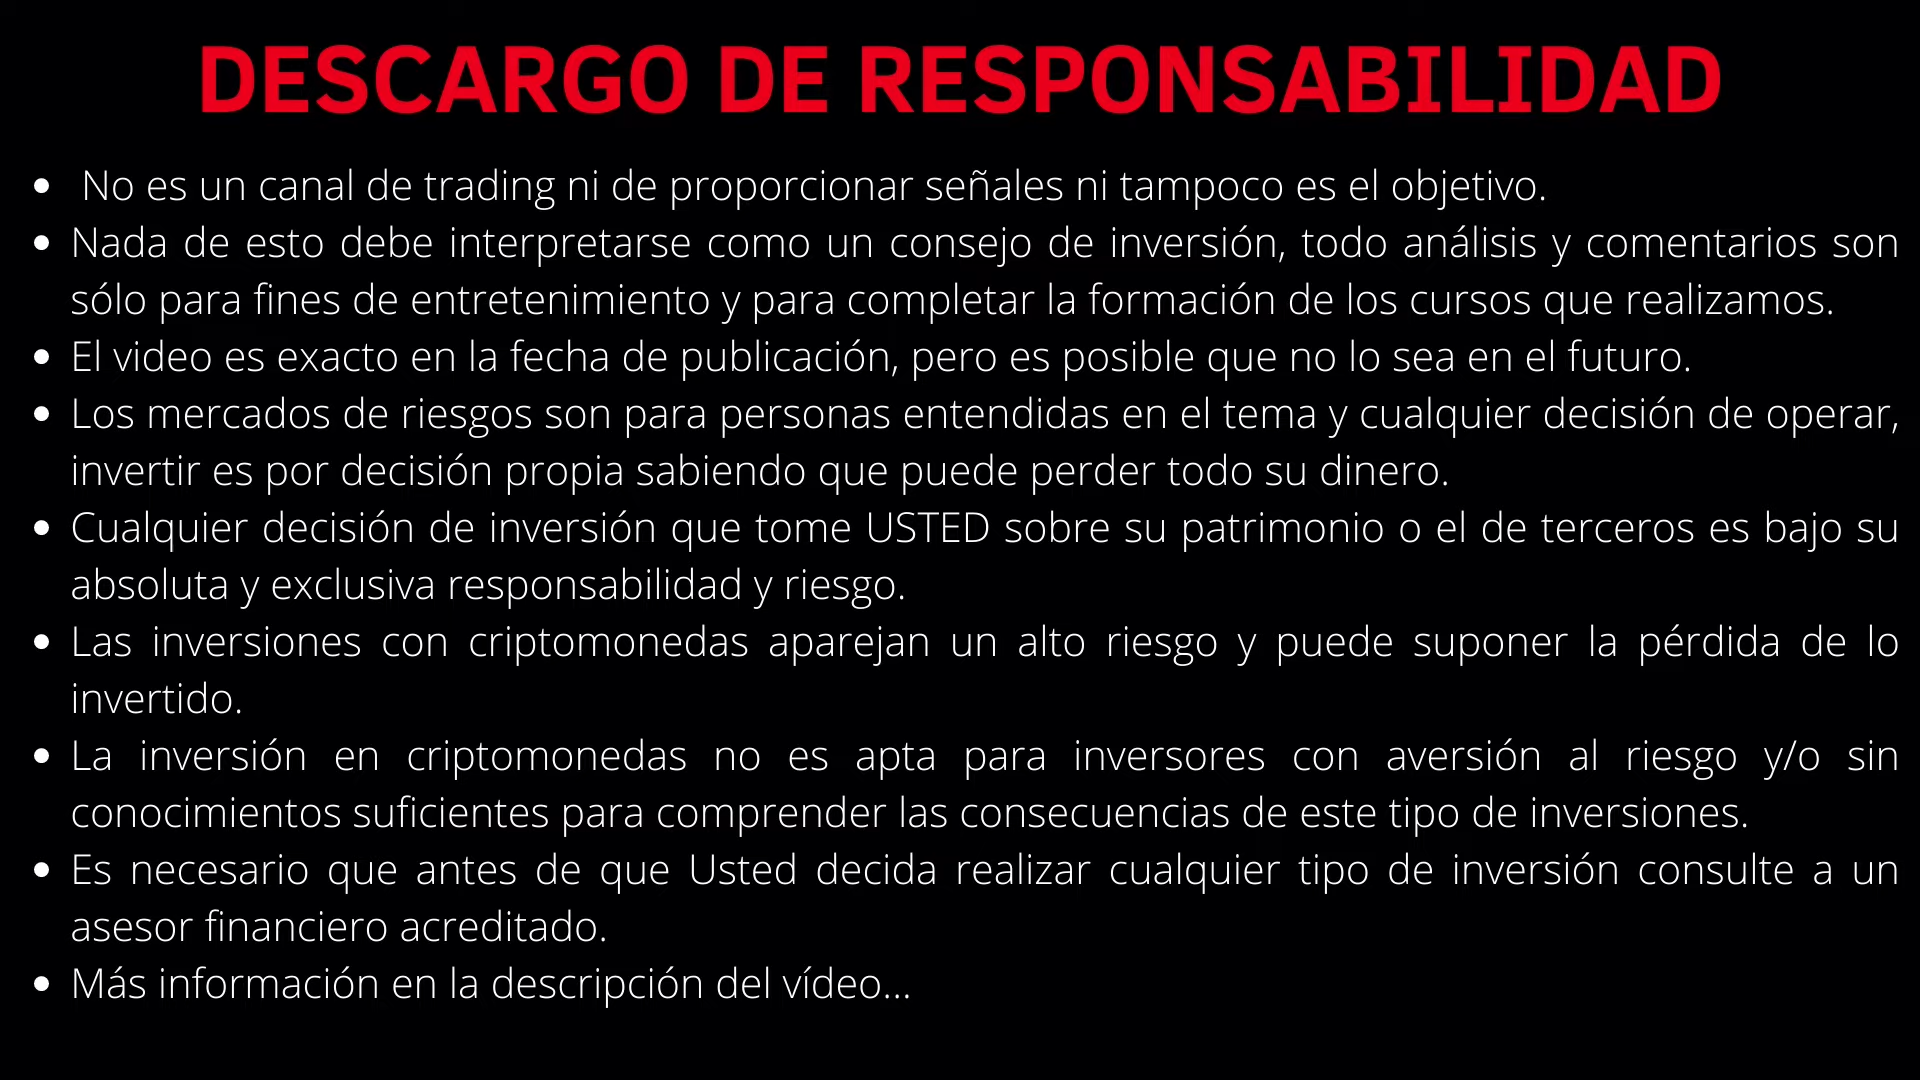 DESCARGO DE RESPONSABILIDAD
• No es un canal de trading ni de proporcionar señales ni tampoco es el objetivo.
• Nada de esto debe interpretarse como un consejo de inversión, todo análisis y comentarios son
sólo para fines de entretenimiento y para completar la formación de los cursos que realizamos.
• El video es exacto en la fecha de publicación, pero es posible que no lo sea en el futuro.
• Los mercados de riesgos son para personas entendidas en el tema y cualquier decisión de operar,
invertir es por decisión propia sabiendo que puede perder todo su dinero.
• Cualquier decisión de inversión que tome USTED sobre su patrimonio o el de terceros es bajo su
absoluta y exclusiva responsabilidad y riesgo.
• Las inversiones con criptomonedas aparejan un alto riesgo y puede suponer la pérdida de lo
invertido.
• La inversión en criptomonedas no es apta para inversores con aversión al riesgo y/o sin
conocimientos suficientes para comprender las consecuencias de este tipo de inversiones.
• Es necesario que antes de que Usted decida realizar cualquier tipo de inversión consulte a un
asesor financiero acreditado.
• Más información en la descripción del vídeo...